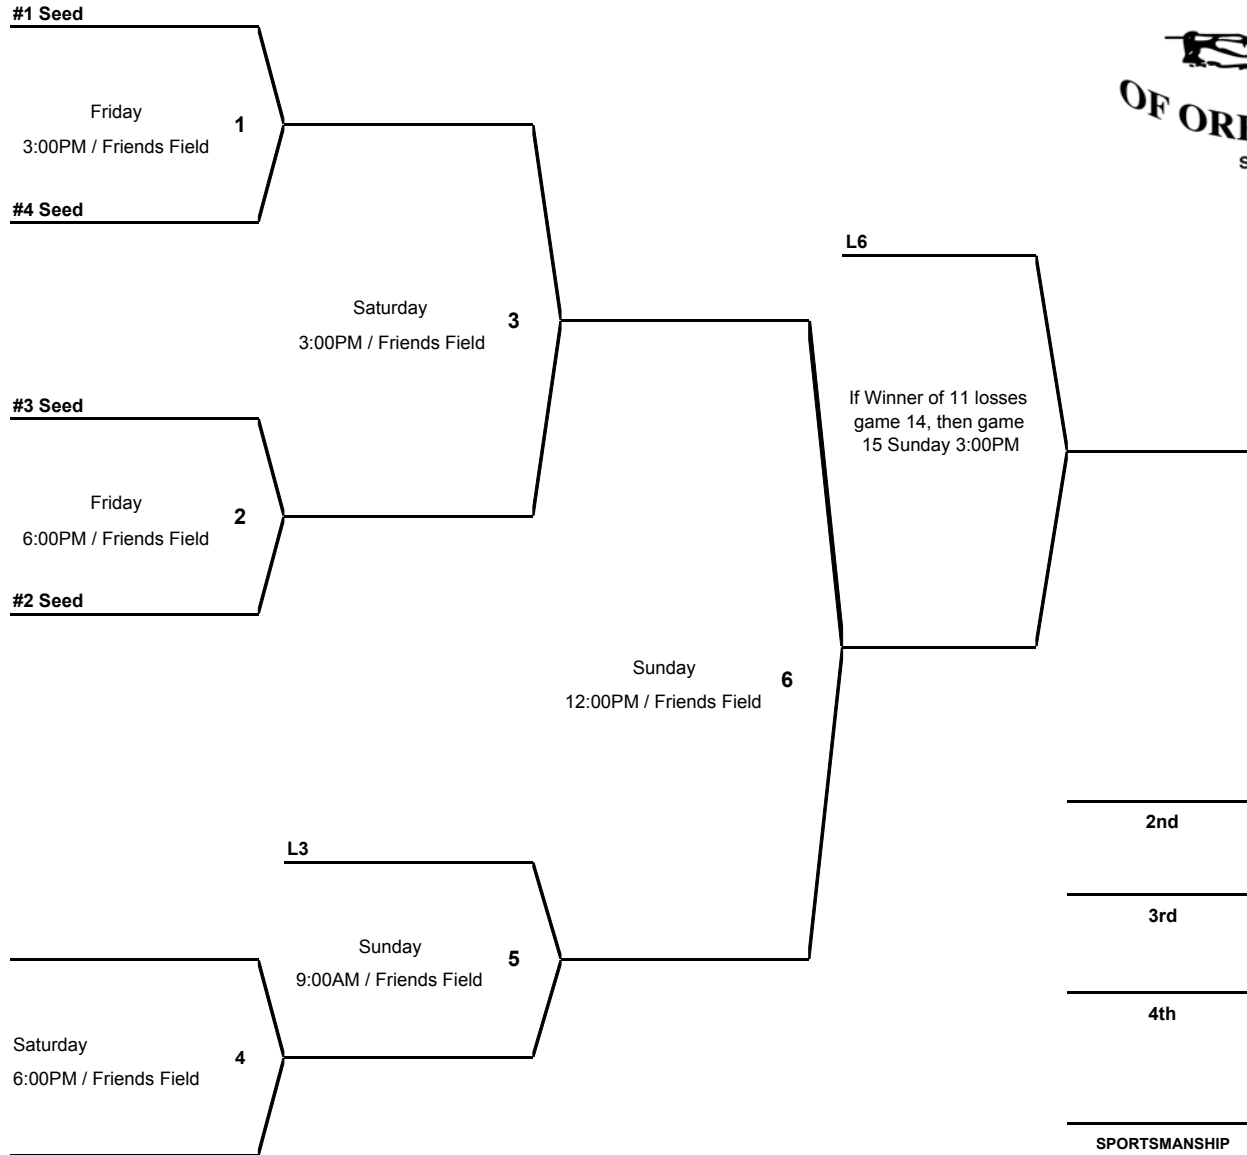 #1 Seed
Friday
1
3:00PM / Friends Field
#4 Seed
OF
S
L6
Saturday
3
3:00PM / Friends Field
#3 Seed
If Winner of 11 losses
game 14, then game
15 Sunday 3:00PM
Friday
2
6:00PM / Friends Field
#2 Seed
Sunday
6
12:00PM / Friends Field
2nd
L3
3rd
Sunday
5
9:00AM / Friends Field
4th
Saturday
4
6:00PM / Friends Field
SPORTSMANSHIP